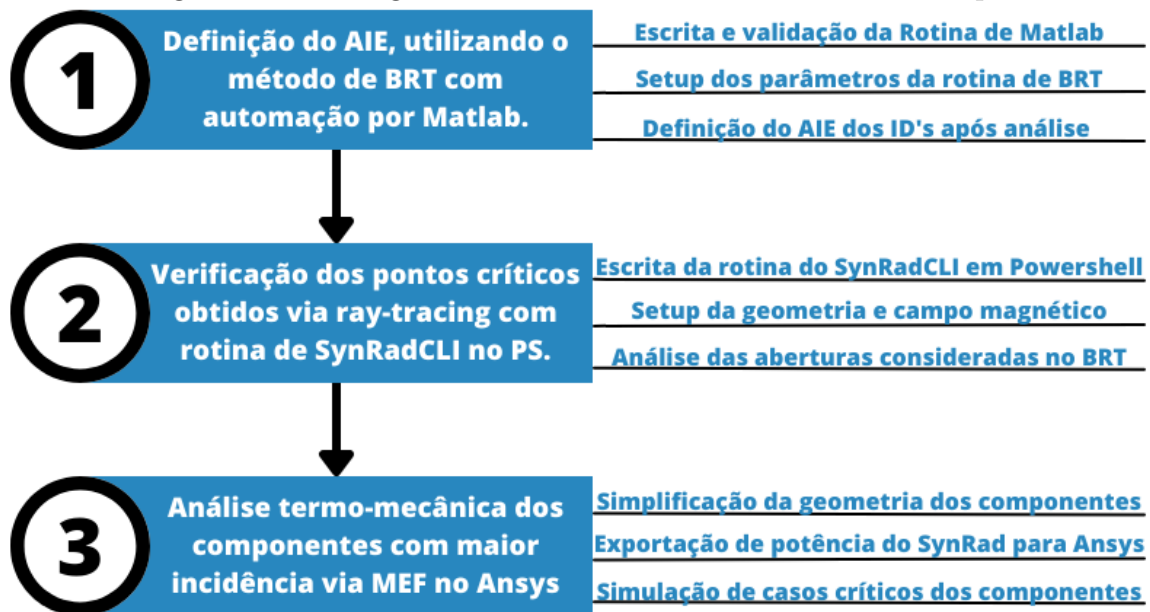 1
Definição do AIE, utilizando o
método de BRT com
automação por Matlab.
Escrita e validação da Rotina de Matlab
Setup dos parâmetros da rotina de BRT
Definição do AIE dos ID's após análise
2
Verificação dos pontos críticos
obtidos via ray-tracing com
rotina de SynRadCLI no PS.
Escrita da rotina do SynRadCLI em Powershell
Setup da geometria e campo magnético
Análise das aberturas consideradas no BRT
3
Análise termo-mecânica dos
componentes com maior
incidência via MEF no Ansys
Simplificação da geometria dos componentes
Exportação de potência do SynRad para Ansys
Simulação de casos críticos dos componentes